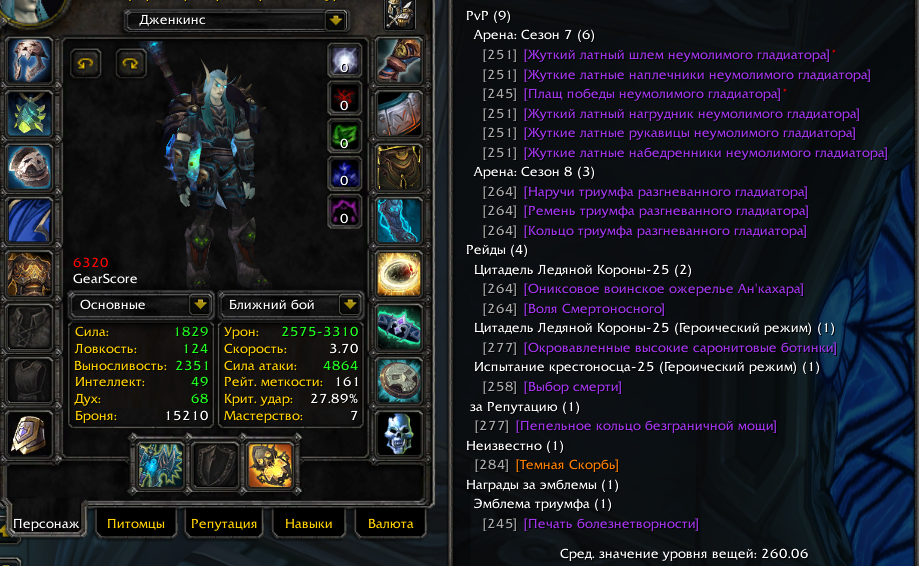 Дженкинс
0
0
0
0
0
6320
GearScore
Основные
Ближний бой
Сила: 1829
Ловкость: 124
Выносливость: 2351
Интеллект: 49
Дух: 68
Броня: 15210
Урон: 2575-3310
Скорость: 3.70
Сила атаки: 4864
Рейт. меткости: 161
Крит. удар: 27.89%
Мастерство: 7
Персонаж
Питомцы
Репутация
Навыки
Валюта
PvP (9)
Арена: Сезон 7 (6)
[251] [Жуткий латный шлем неумолимого гладиатора]*
[251] [Жуткие латные наплечники неумолимого гладиатора]
[245] [Плащ победы неумолимого гладиатора]*
[251] [Жуткий латный нагрудник неумолимого гладиатора]
[251] [Жуткие латные рукавицы неумолимого гладиатора]
[251] [Жуткие латные набедренники неумолимого гладиатора]
Арена: Сезон 8 (3)
[264] [Наручи триумфа разгневанного гладиатора]
[264] [Ремень триумфа разгневанного гладиатора]
[264] [Кольцо триумфа разгневанного гладиатора]
Рейды (4)
Цитадель Ледяной Короны-25 (2)
[264] [Ониксовое воинское ожерелье Ан'кахара]
[264] [Воля Смертоносного]
Цитадель Ледяной Короны-25 (Героический режим) (1)
[277] [Окровавленные высокие саронитовые ботинки]
Испытание крестоносца-25 (Героический режим) (1)
[258] [Выбор смерти]
за Репутацию (1)
[277] [Пепельное кольцо безграничной мощи]
Неизвестно (1)
[284] [Темная Скорбь]
Награды за эмблемы (1)
Эмблема триумфа (1)
[245] [Печать болезнетворности]
Сред. значение уровня вещей: 260.06